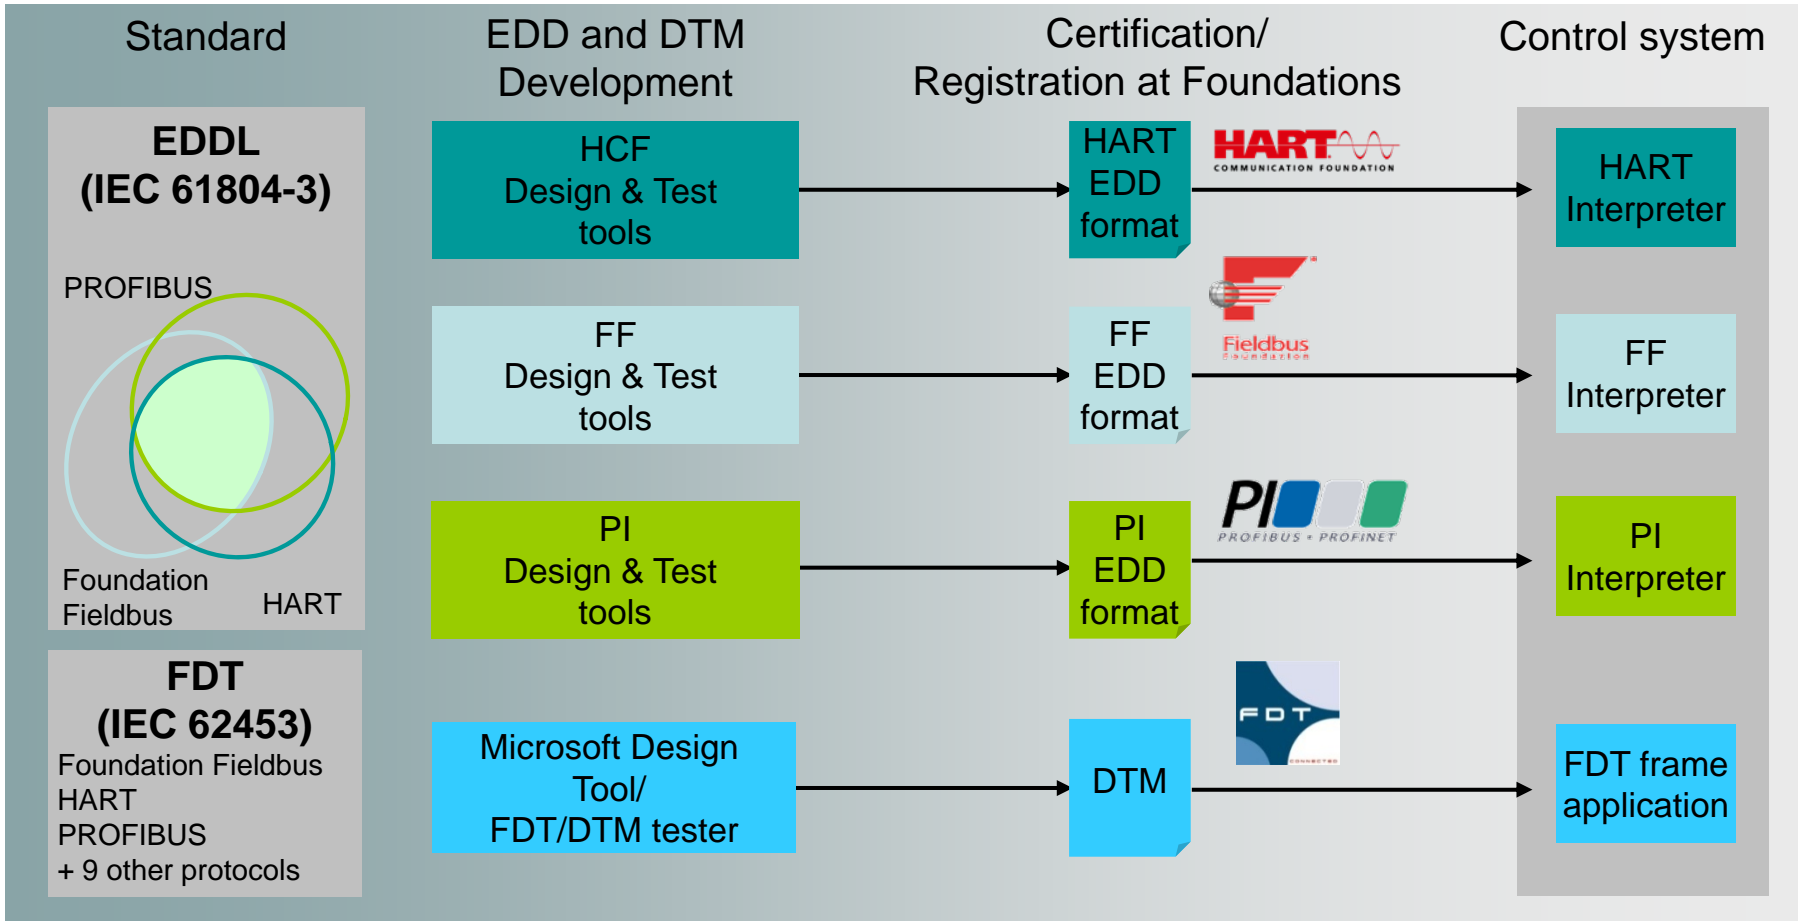 Standard
EDD and DTM
Development
Certification/
Registration at Foundations
Control system
EDDL
(IEC 61804-3)
PROFIBUS
Foundation
Fieldbus
HART
FDT
(IEC 62453)
Foundation Fieldbus
HART
PROFIBUS
+ 9 other protocols
HCF
Design & Test
tools
HART
EDD
format
HART
COMMUNICATION FOUNDATION
HART
Interpreter
FF
Design & Test
tools
FF
EDD
format
Fieldbus
Foundation
FF
Interpreter
PI
Design & Test
tools
PI
EDD
format
PI
PROFIBUS • PROFINET
PI
Interpreter
Microsoft Design
Tool/
FDT/DTM tester
DTM
FDT
CONNECTED
FDT frame
application